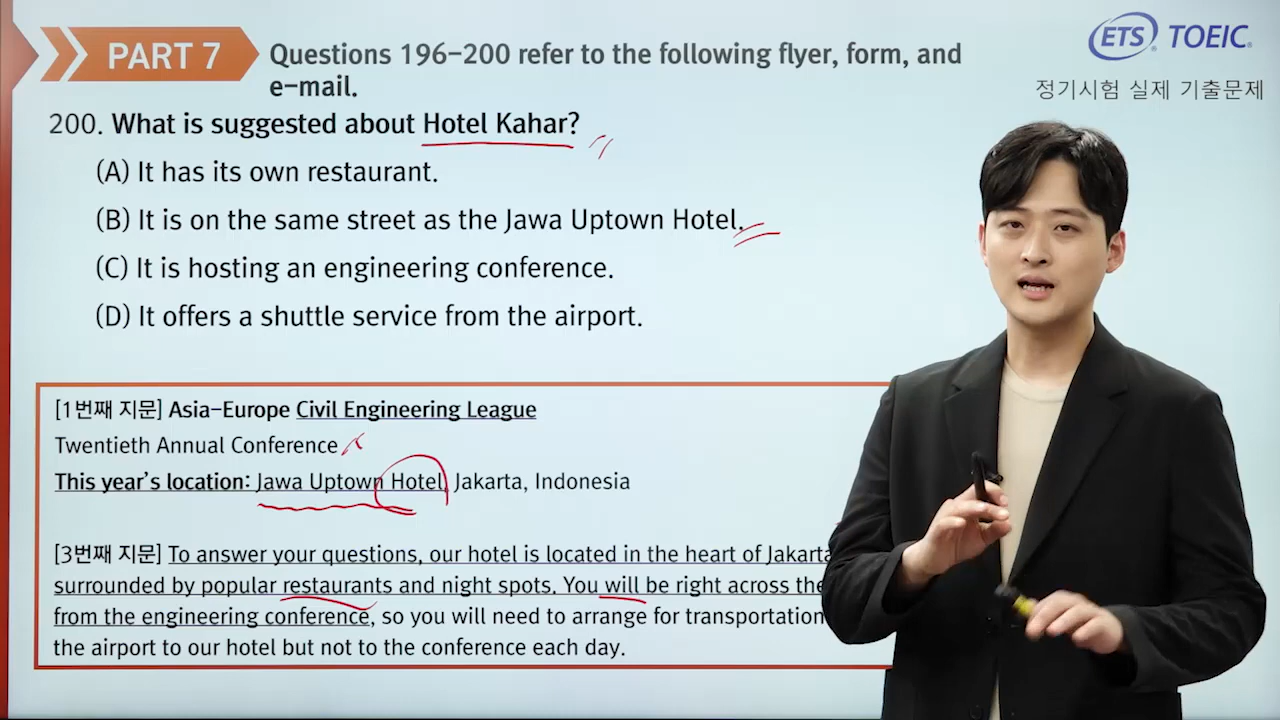 PART 7
Questions 196–200 refer to the following flyer, form, and
e-mail.
ETS TOEIC
정기시험 실제 기출문제
200. What is suggested about Hotel Kahar?
(A) It has its own restaurant.
(B) It is on the same street as the Jawa Uptown Hotel.
(C) It is hosting an engineering conference.
(D) It offers a shuttle service from the airport.
[1번째 지문] Asia-Europe Civil Engineering League
Twentieth Annual Conference
This year's location: Jawa Uptown Hotel, Jakarta, Indonesia
[3번째 지문] To answer your questions, our hotel is located in the heart of Jakarta
surrounded by popular restaurants and night spots. You will be right across the
from the engineering conference, so you will need to arrange for transportation
the airport to our hotel but not to the conference each day.